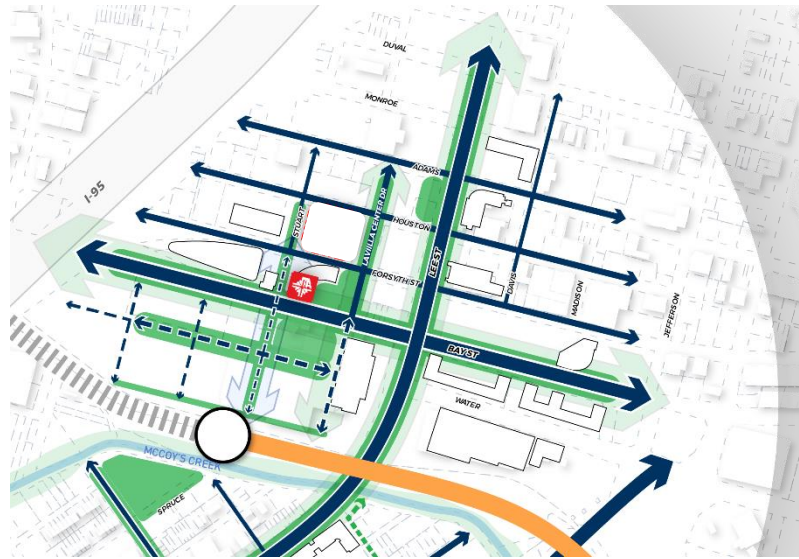 DUVAL
MONROE
I-95
ADAMS
STUART
LAVILLA CENTER DR
HOUSTON
LEE ST
FORSYTH ST
DAVIS
MADISON
JEFFERSON
BAY ST
WATER
MCCOY'S CREEK
SPRUCE